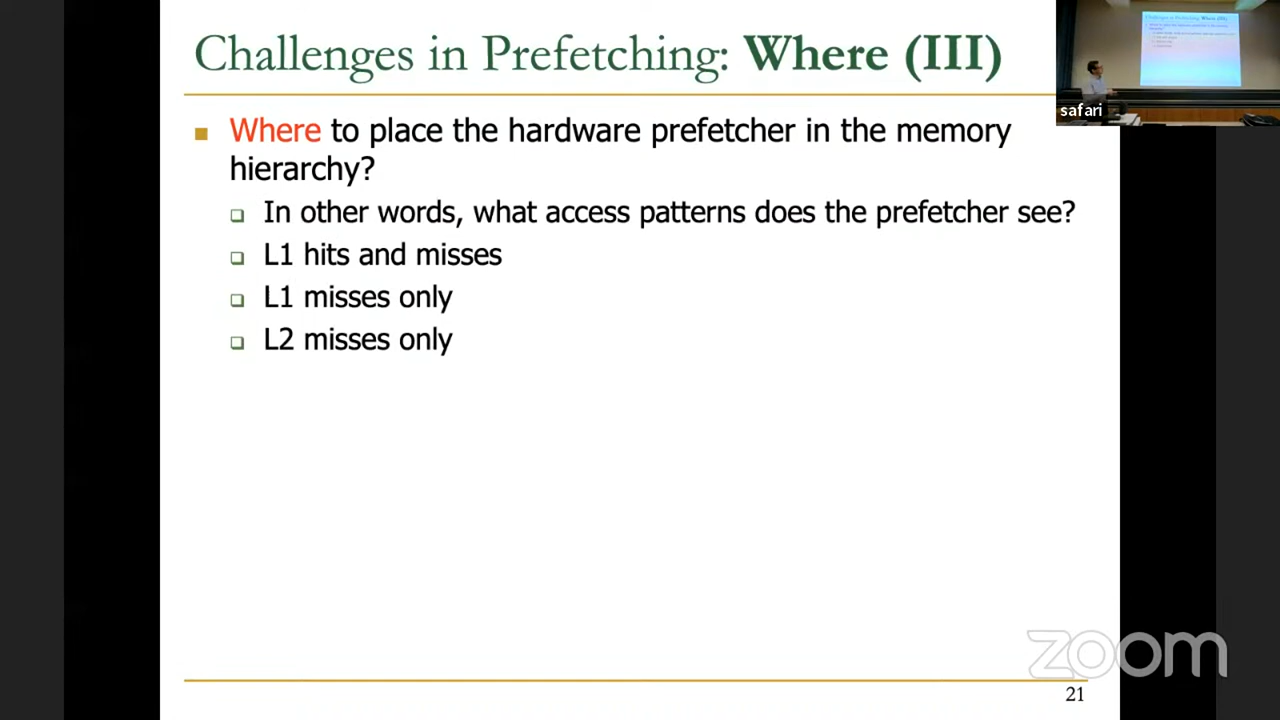 Challenges in Prefetching: Where (III)
safari
Where to place the hardware prefetcher in the memory
hierarchy?
In other words, what access patterns does the prefetcher see?
L1 hits and misses
L1 misses only
L2 misses only
zoom
21